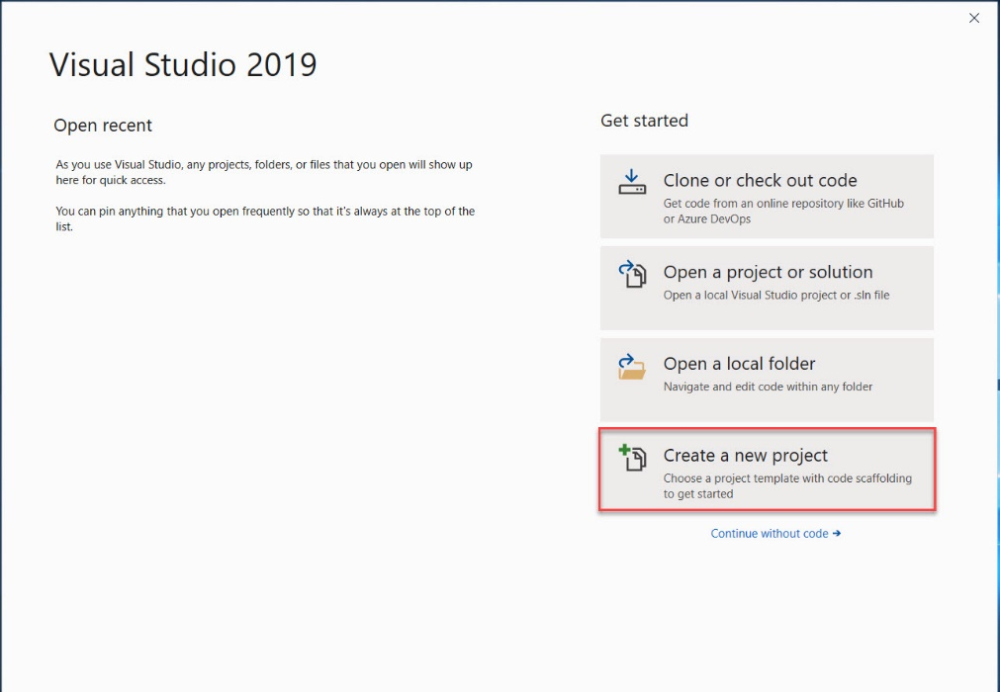 Visual Studio 2019
Open recent
As you use Visual Studio, any projects, folders, or files that you open will show up
here for quick access.
You can pin anything that you open frequently so that it's always at the top of the
list.
Get started
Clone or check out code
Get code from an online repository like GitHub
or Azure DevOps
Open a project or solution
Open a local Visual Studio project or .sln file
Open a local folder
Navigate and edit code within any folder
Create a new project
Choose a project template with code scaffolding
to get started
Continue without code →